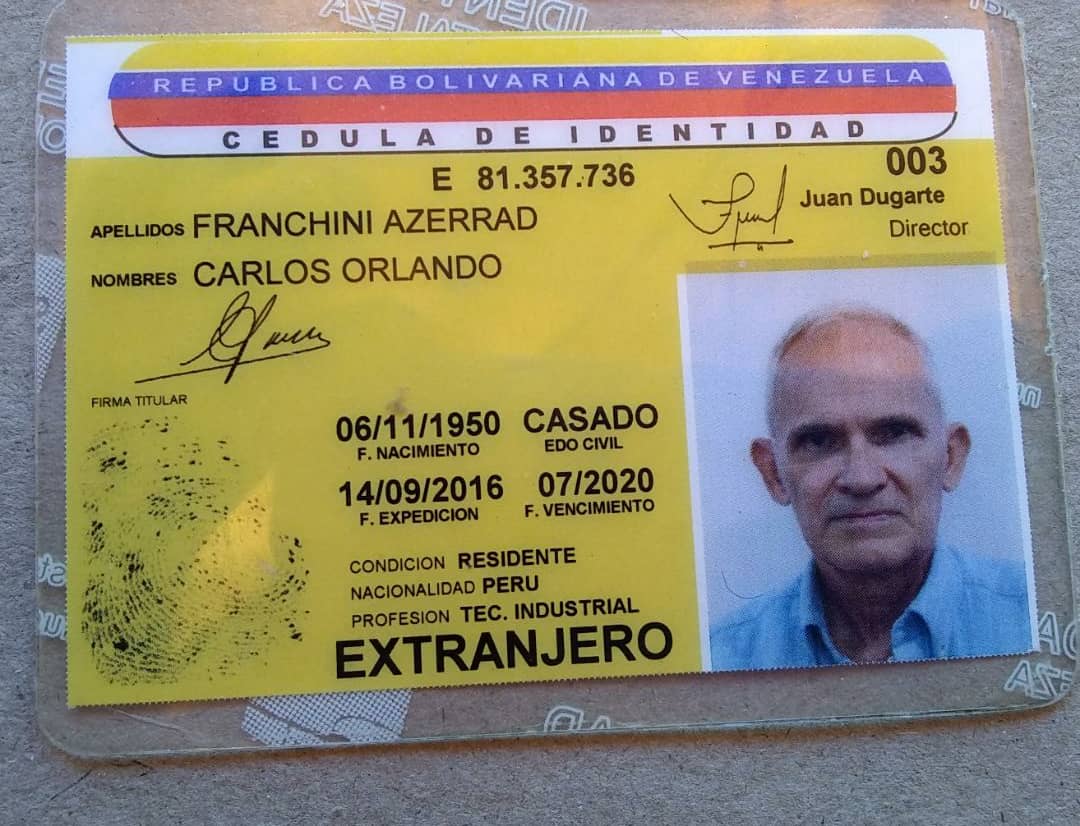 REPUBLICA BOLIVARIANA DE VENEZUELA
CEDULA DE IDENTIDAD
E 81.357.736
003
Juan Dugarte
Director
APELLIDOS FRANCHINI AZERRAD
NOMBRES CARLOS ORLANDO
FIRMA TITULAR
06/11/1950 CASADO
F. NACIMIENTO EDO CIVIL
14/09/2016 07/2020
F. EXPEDICION F. VENCIMIENTO
CONDICION RESIDENTE
NACIONALIDAD PERU
PROFESION TEC. INDUSTRIAL
EXTRANJERO